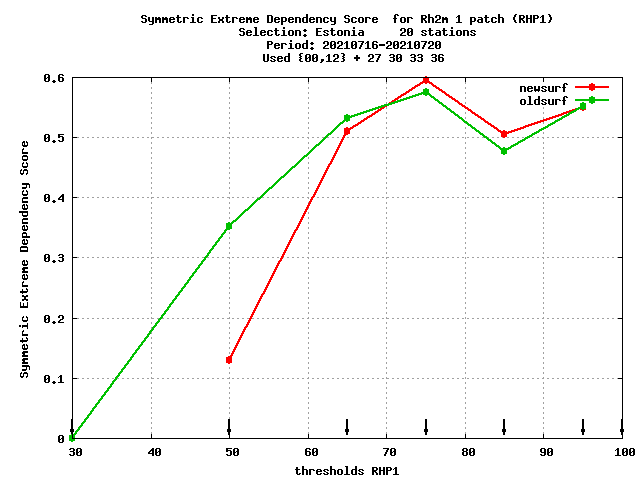 Symmetric Extreme Dependency Score for Rh2m 1 patch (RHP1)
Selection: Estonia 20 stations
Period: 20210716-20210720
Used {00,12} + 27 30 33 36
newsurf
oldsurf
Symmetric Extreme Dependency Score
0.6
0.5
0.4
0.3
0.2
0.1
0
30 40 50 60 70 80 90 100
thresholds RHP1